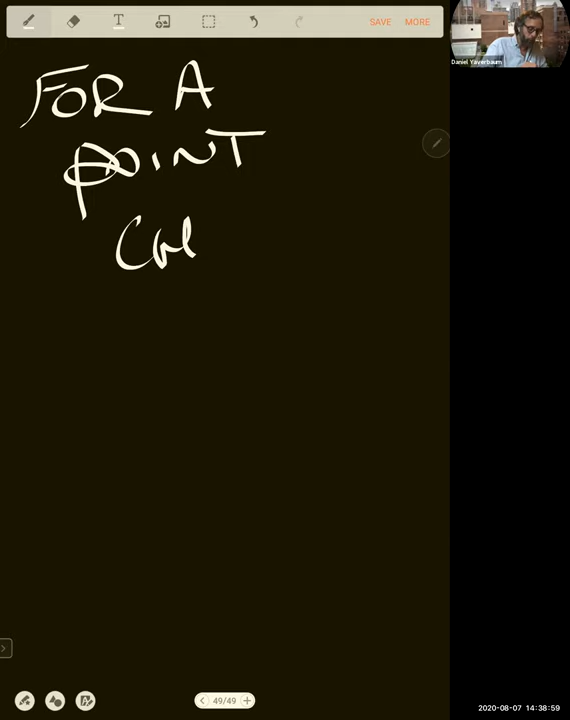 T
SAVE MORE
Daniel Yaverbaum
FOR A
POINT
49/49
2020-08-07 14:38:59